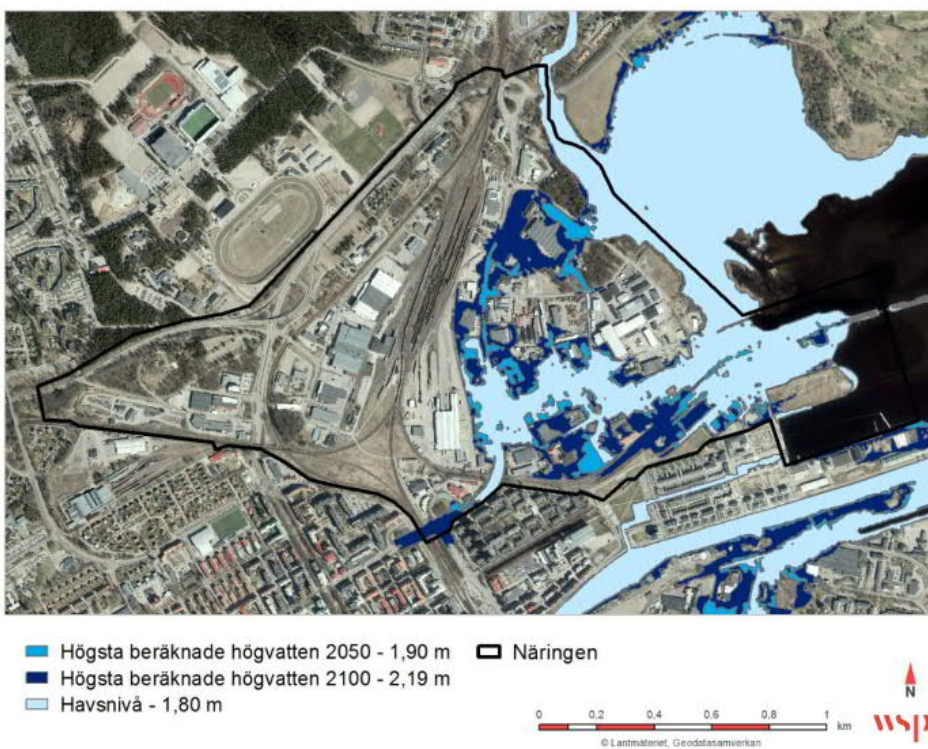 Högsta beräknade högvatten 2050 - 1,90 m
Näringen
Högsta beräknade högvatten 2100 - 2,19 m
Havsnivå - 1,80 m
N
0 0,2 0,4 0,6 0,8 1
km
wsp
© Lantmäteriet, Geodatasamverkan